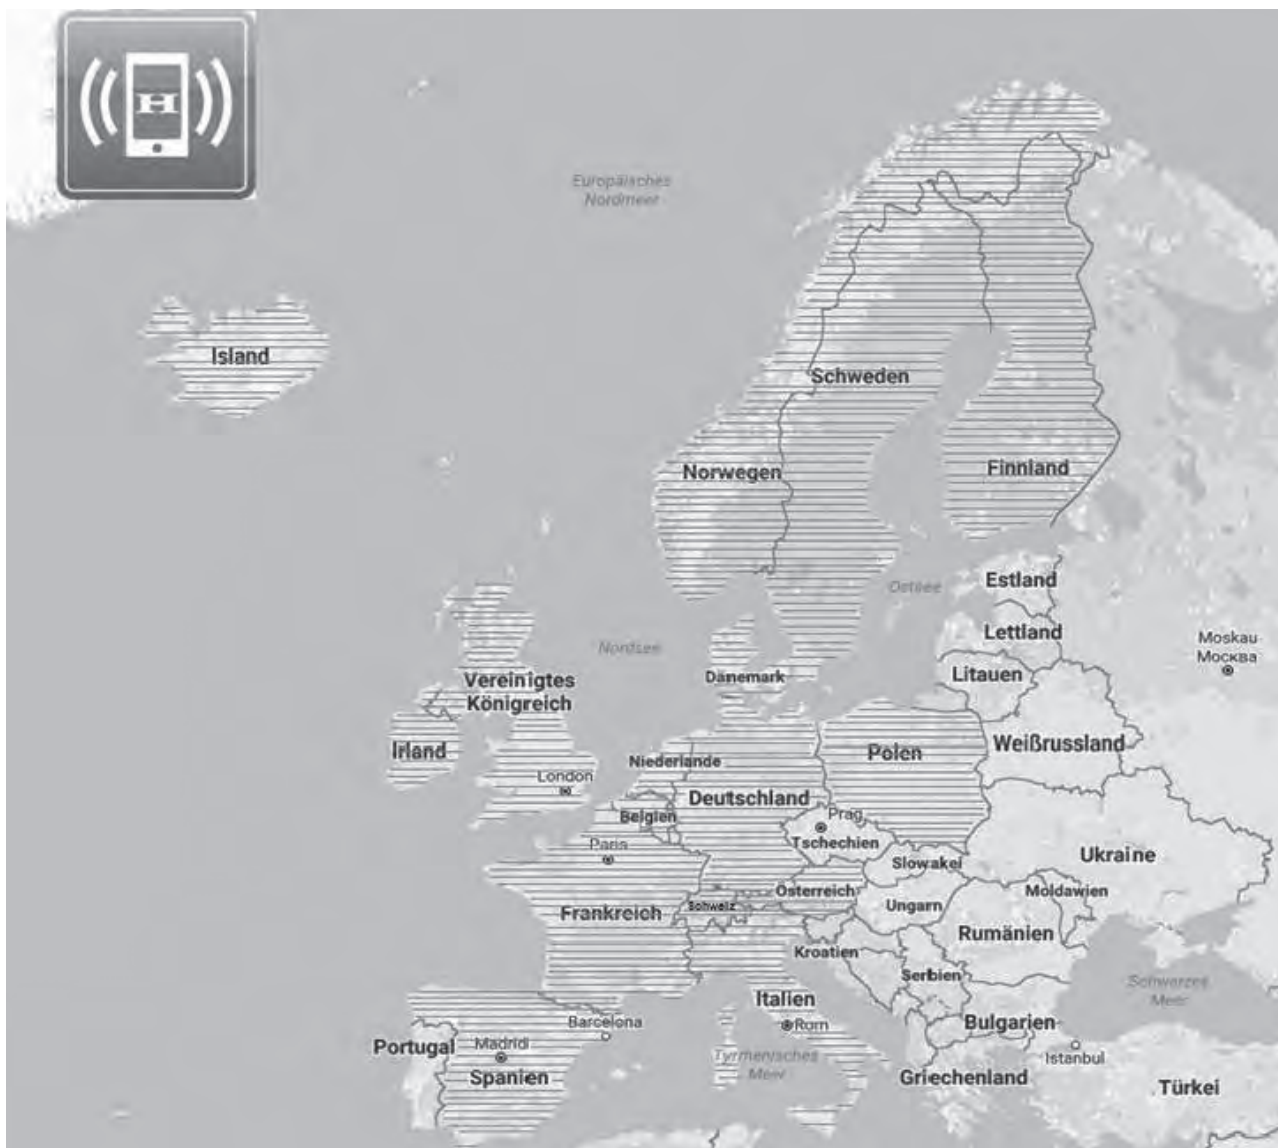 H
Europäisches
Nordmeer
Island
Schweden
Norwegen
Finnland
Estland
Ostsee
Lettland
Moskau
Москва
Nordsee
Litauen
Dänemark
Vereinigtes
Königreich
Irland
Weißrussland
Polen
Niederlande
London
Deutschland
Belgien
Prag
Tschechien
Paris
Slowakei
Ukraine
Österreich
Moldawien
Schweiz
Ungarn
Frankreich
Rumänien
Kroatien
Serbien
Schwarzes
Meer
Italien
Barcelona
Rom
Bulgarien
Portugal
Madrid
Tyrrhenisches
Meer
Istanbul
Spanien
Griechenland
Türkei